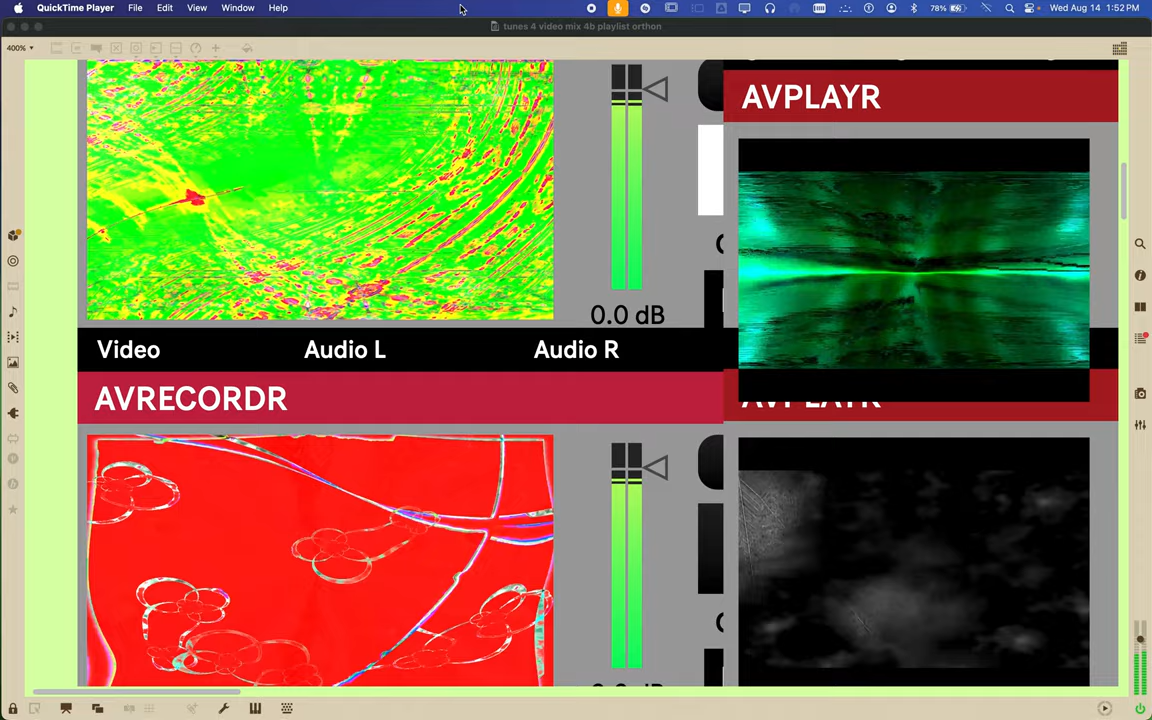 QuickTime Player File Edit View Window Help 78% Wed Aug 14 1:52 PM
tunes 4 video mix 4b playlist orthon
400%
AVPLAYR
0.0 dB
Video Audio L Audio R
AVRECORDR